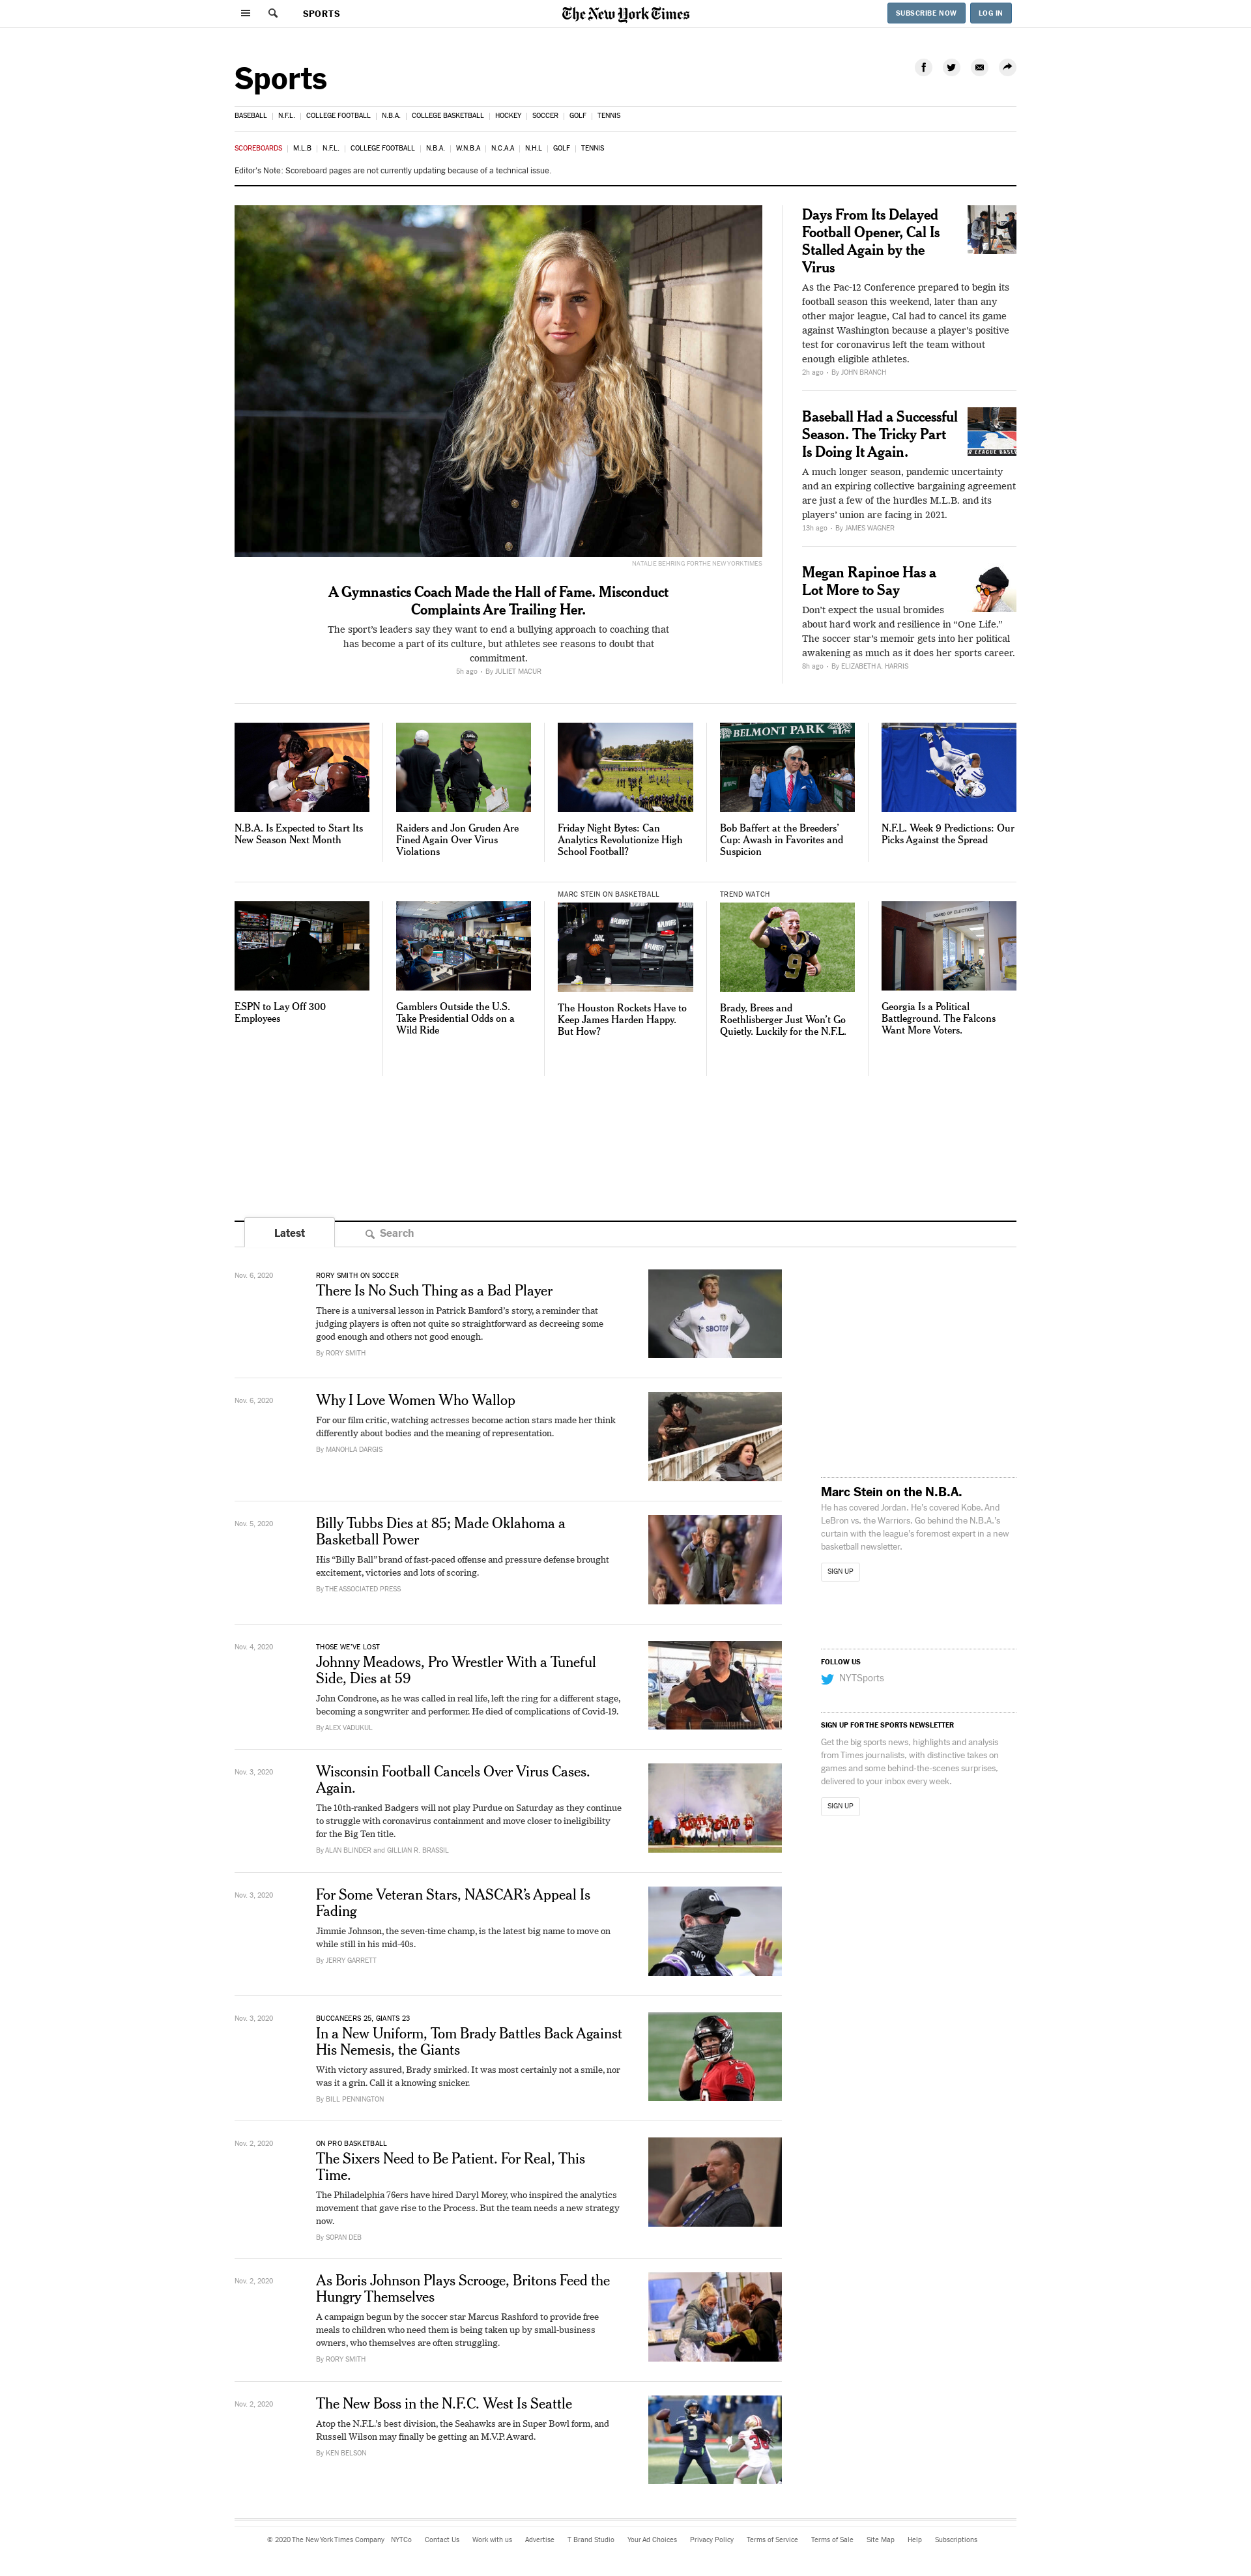 SPORTS
The New York Times
SUBSCRIBE NOW
LOG IN
Sports
BASEBALL
N.F.L.
COLLEGE FOOTBALL
N.B.A.
COLLEGE BASKETBALL
HOCKEY
SOCCER
GOLF
TENNIS
SCOREBOARDS
M.L.B
N.F.L.
COLLEGE FOOTBALL
N.B.A.
W.N.B.A
N.C.A.A
N.H.L
GOLF
TENNIS
Editor's Note: Scoreboard pages are not currently updating because of a technical issue.
NATALIE BEHRING FOR THE NEW YORK TIMES
A Gymnastics Coach Made the Hall of Fame. Misconduct
Complaints Are Trailing Her.
The sport's leaders say they want to end a bullying approach to coaching that
has become a part of its culture, but athletes see reasons to doubt that
commitment.
5h ago • By JULIET MACUR
Days From Its Delayed
Football Opener, Cal Is
Stalled Again by the
Virus
As the Pac-12 Conference prepared to begin its
football season this weekend, later than any
other major league, Cal had to cancel its game
against Washington because a player's positive
test for coronavirus left the team without
enough eligible athletes.
2h ago • By JOHN BRANCH
Baseball Had a Successful
Season. The Tricky Part
Is Doing It Again.
A much longer season, pandemic uncertainty
and an expiring collective bargaining agreement
are just a few of the hurdles M.L.B. and its
players' union are facing in 2021.
13h ago • By JAMES WAGNER
Megan Rapinoe Has a
Lot More to Say
Don't expect the usual bromides
about hard work and resilience in “One Life.”
The soccer star's memoir gets into her political
awakening as much as it does her sports career.
8h ago • By ELIZABETH A. HARRIS
BELMONT PARK
N.B.A. Is Expected to Start Its
New Season Next Month
Raiders and Jon Gruden Are
Fined Again Over Virus
Violations
Friday Night Bytes: Can
Analytics Revolutionize High
School Football?
Bob Baffert at the Breeders'
Cup: Awash in Favorites and
Suspicion
N.F.L. Week 9 Predictions: Our
Picks Against the Spread
MARC STEIN ON BASKETBALL
TREND WATCH
BOARD OF ELECTIONS
9
ESPN to Lay Off 300
Employees
Gamblers Outside the U.S.
Take Presidential Odds on a
Wild Ride
The Houston Rockets Have to
Keep James Harden Happy.
But How?
Brady, Brees and
Roethlisberger Just Won't Go
Quietly. Luckily for the N.F.L.
Georgia Is a Political
Battleground. The Falcons
Want More Voters.
Latest
Search
Nov. 6, 2020
RORY SMITH ON SOCCER
There Is No Such Thing as a Bad Player
There is a universal lesson in Patrick Bamford's story, a reminder that
judging players is often not quite so straightforward as decreeing some
good enough and others not good enough.
By RORY SMITH
SBOTOP
Nov. 6, 2020
Why I Love Women Who Wallop
For our film critic, watching actresses become action stars made her think
differently about bodies and the meaning of representation.
By MANOHLA DARGIS
Nov. 5, 2020
Billy Tubbs Dies at 85; Made Oklahoma a
Basketball Power
His “Billy Ball” brand of fast-paced offense and pressure defense brought
excitement, victories and lots of scoring.
By THE ASSOCIATED PRESS
Nov. 4, 2020
THOSE WE'VE LOST
Johnny Meadows, Pro Wrestler With a Tuneful
Side, Dies at 59
John Condrone, as he was called in real life, left the ring for a different stage,
becoming a songwriter and performer. He died of complications of Covid-19.
By ALEX VADUKUL
Nov. 3, 2020
Wisconsin Football Cancels Over Virus Cases.
Again.
The 10th-ranked Badgers will not play Purdue on Saturday as they continue
to struggle with coronavirus containment and move closer to ineligibility
for the Big Ten title.
By ALAN BLINDER and GILLIAN R. BRASSIL
Nov. 3, 2020
For Some Veteran Stars, NASCAR's Appeal Is
Fading
Jimmie Johnson, the seven-time champ, is the latest big name to move on
while still in his mid-40s.
By JERRY GARRETT
ally
Nov. 3, 2020
BUCCANEERS 25, GIANTS 23
In a New Uniform, Tom Brady Battles Back Against
His Nemesis, the Giants
With victory assured, Brady smirked. It was most certainly not a smile, nor
was it a grin. Call it a knowing snicker.
By BILL PENNINGTON
Nov. 2, 2020
ON PRO BASKETBALL
The Sixers Need to Be Patient. For Real, This
Time.
The Philadelphia 76ers have hired Daryl Morey, who inspired the analytics
movement that gave rise to the Process. But the team needs a new strategy
now.
By SOPAN DEB
Nov. 2, 2020
As Boris Johnson Plays Scrooge, Britons Feed the
Hungry Themselves
A campaign begun by the soccer star Marcus Rashford to provide free
meals to children who need them is being taken up by small-business
owners, who themselves are often struggling.
By RORY SMITH
Nov. 2, 2020
The New Boss in the N.F.C. West Is Seattle
Atop the N.F.L.'s best division, the Seahawks are in Super Bowl form, and
Russell Wilson may finally be getting an M.V.P. Award.
By KEN BELSON
3
Marc Stein on the N.B.A.
He has covered Jordan. He's covered Kobe. And
LeBron vs. the Warriors. Go behind the N.B.A.'s
curtain with the league's foremost expert in a new
basketball newsletter.
SIGN UP
FOLLOW US
NYTSports
SIGN UP FOR THE SPORTS NEWSLETTER
Get the big sports news, highlights and analysis
from Times journalists, with distinctive takes on
games and some behind-the-scenes surprises,
delivered to your inbox every week.
SIGN UP
© 2020 The New York Times Company
NYTCo
Contact Us
Work with us
Advertise
T Brand Studio
Your Ad Choices
Privacy Policy
Terms of Service
Terms of Sale
Site Map
Help
Subscriptions